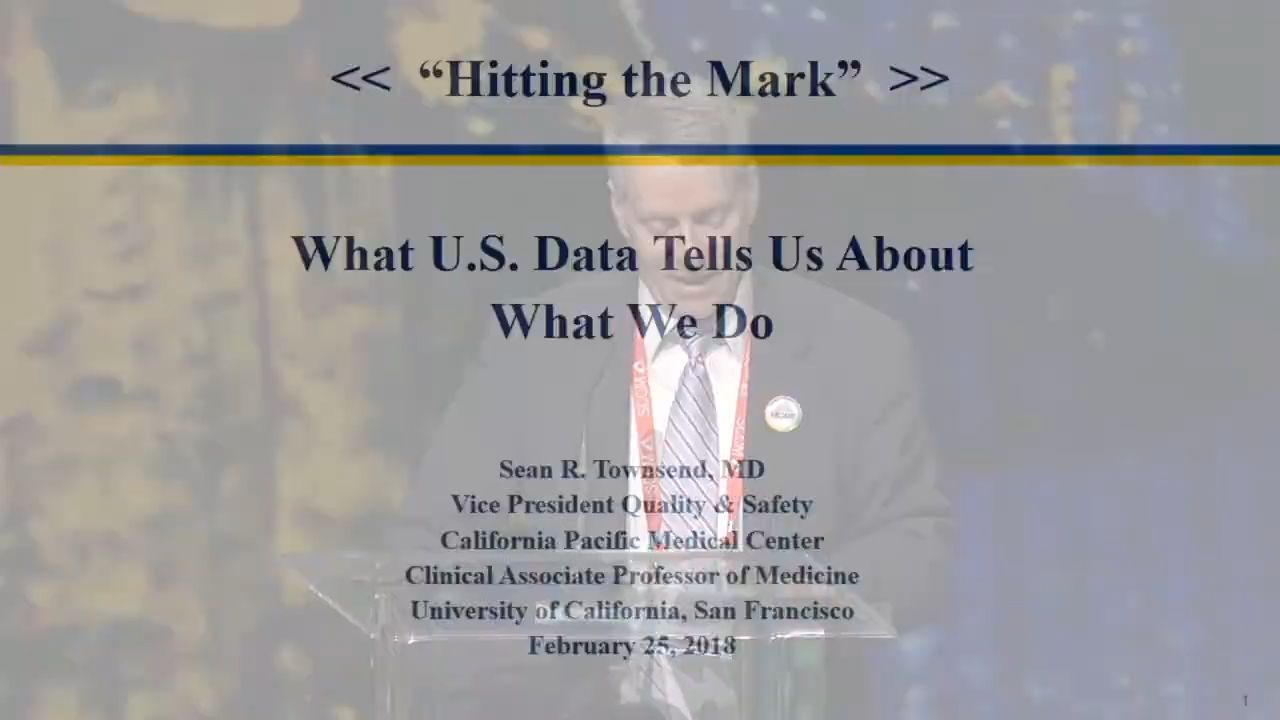 << “Hitting the Mark” >>
What U.S. Data Tells Us About
What We Do
Sean R. Townsend, MD
Vice President Quality & Safety
California Pacific Medical Center
Clinical Associate Professor of Medicine
University of California, San Francisco
February 25, 2018
1